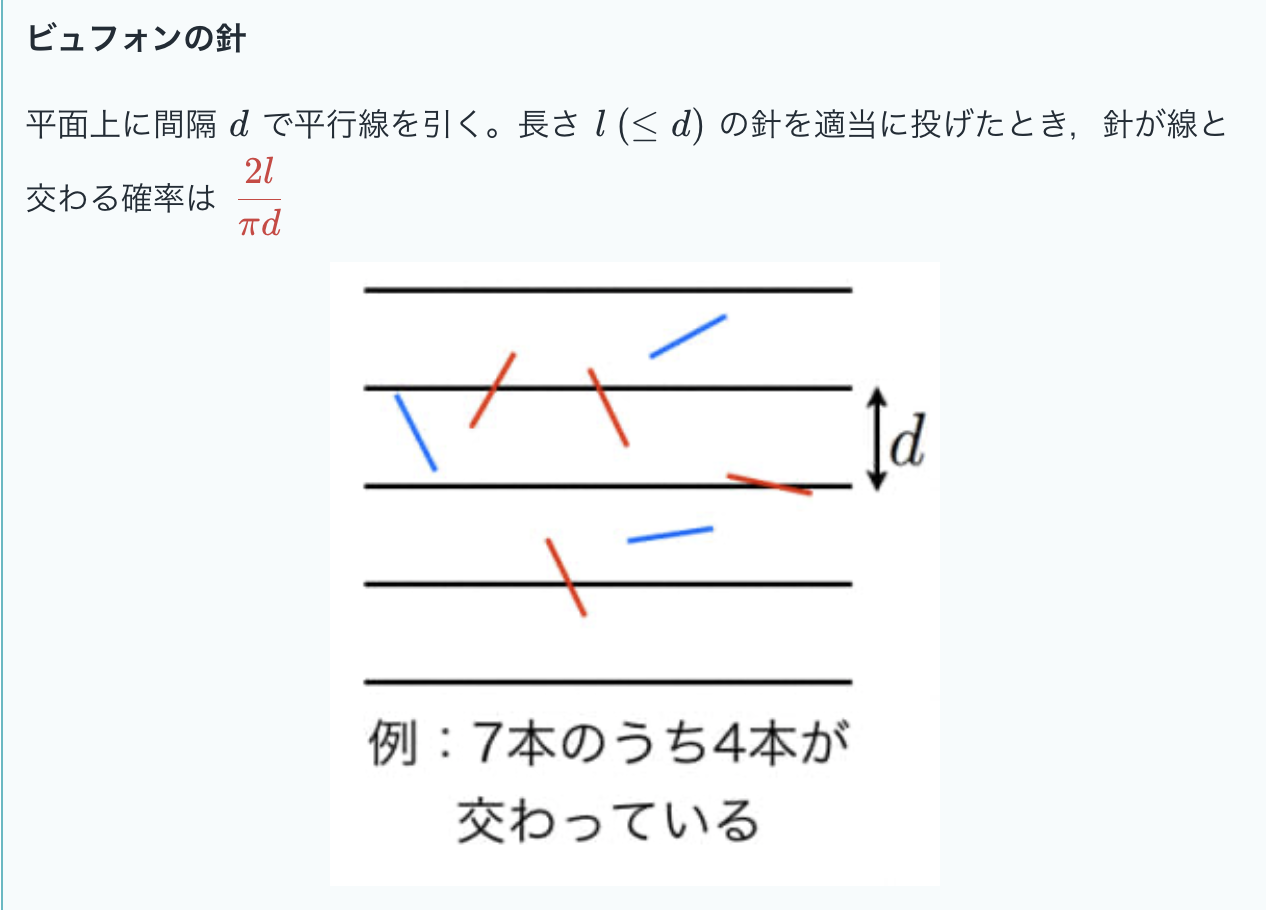 ビュフォンの針
平面上に間隔 d で平行線を引く。長さ l (≤ d) の針を適当に投げたとき，針が線と
交わる確率は 2l/πd
d
例：7本のうち4本が
交わっている